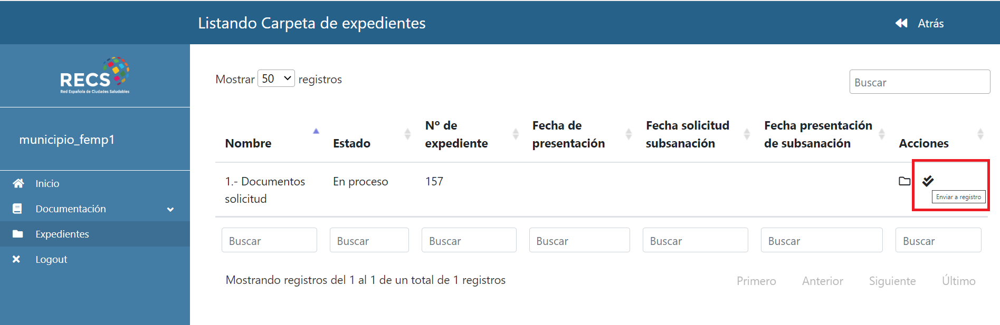 Listando Carpeta de expedientes
Atrás
RECS
Red Española de Ciudades Saludables
municipio_femp1
Inicio
Documentación
Expedientes
Logout
Mostrar 50 registros
Buscar
Nombre
Estado
Nº de
expediente
Fecha de
presentación
Fecha solicitud
subsanación
Fecha presentación
de subsanación
Acciones
1.- Documentos
solicitud
En proceso
157
Enviar a registro
Buscar
Buscar
Buscar
Buscar
Buscar
Buscar
Buscar
Mostrando registros del 1 al 1 de un total de 1 registros
Primero
Anterior
Siguiente
Último